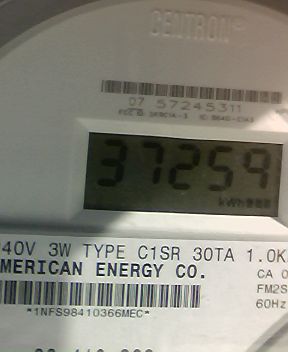 CENTRON
07 57245311
37259
kWh
40V 3W TYPE C1SR 30TA 1.0K
MERICAN ENERGY CO.
CA 0
FM2S
60Hz
*1NFS98410366MEC*